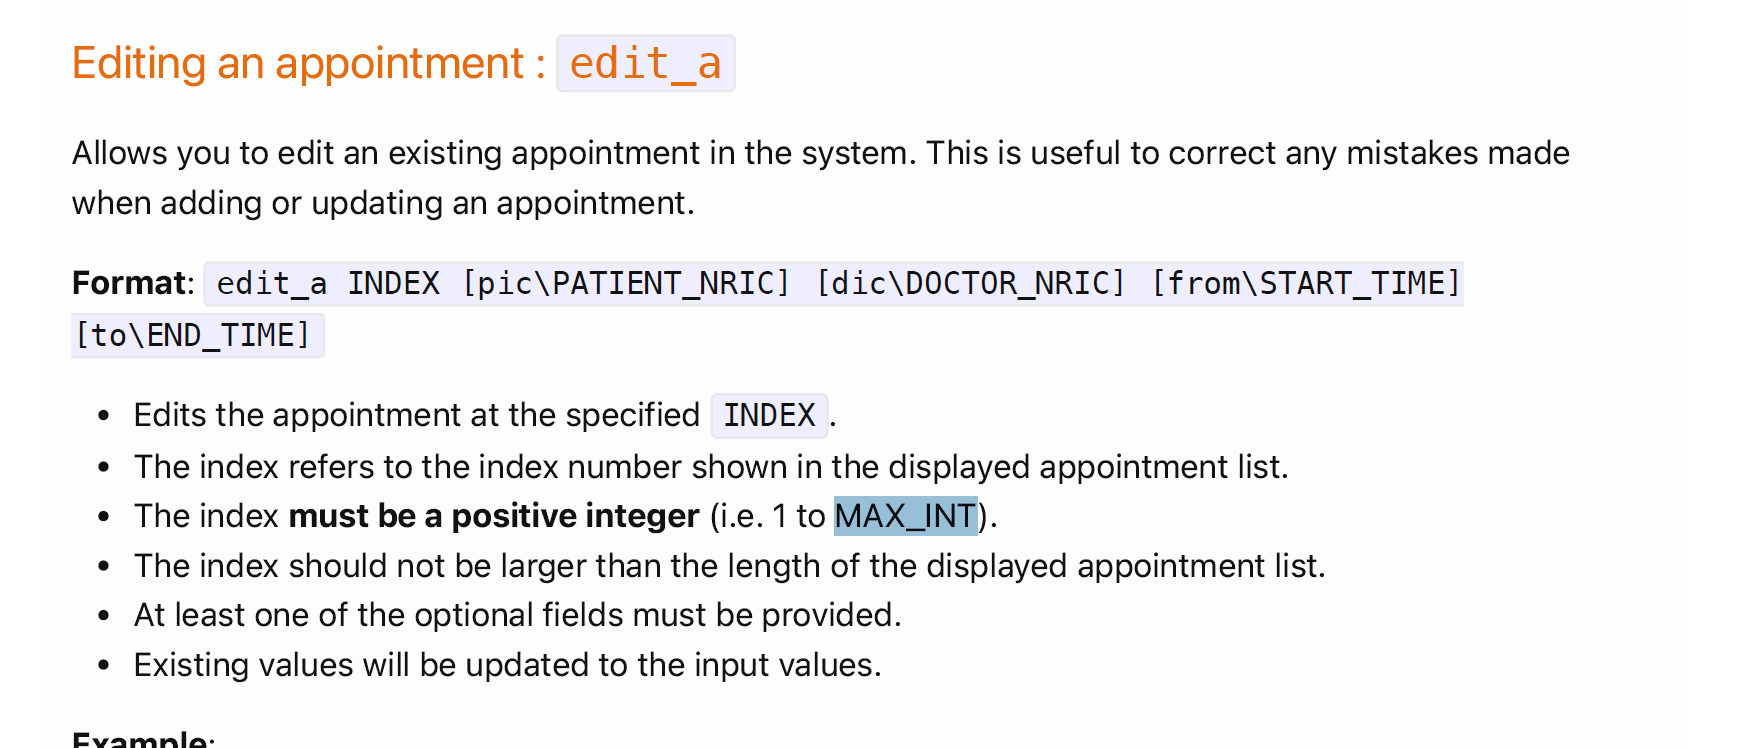 Editing an appointment : edit_a
Allows you to edit an existing appointment in the system. This is useful to correct any mistakes made
when adding or updating an appointment.
Format: edit_a INDEX [pic\PATIENT_NRIC] [dic\DOCTOR_NRIC] [from\START_TIME]
[to\END_TIME]
• Edits the appointment at the specified INDEX.
• The index refers to the index number shown in the displayed appointment list.
• The index must be a positive integer (i.e. 1 to MAX_INT).
• The index should not be larger than the length of the displayed appointment list.
• At least one of the optional fields must be provided.
• Existing values will be updated to the input values.
Example: